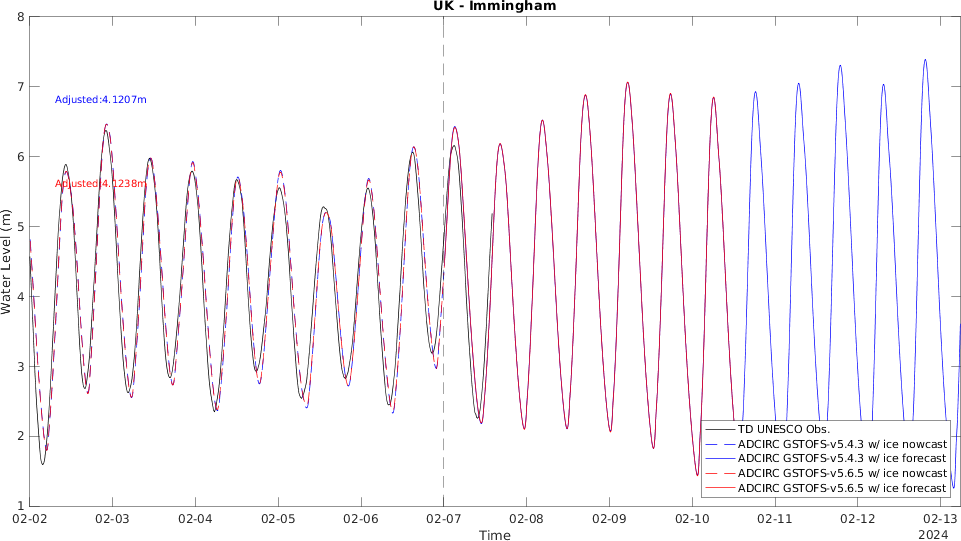 UK - Immingham
8
7
6
5
4
3
2
1
Water Level (m)
Adjusted:4.1207m
Adjusted:4.1238m
TD UNESCO Obs.
ADCIRC GSTOFS-v5.4.3 w/ ice nowcast
ADCIRC GSTOFS-v5.4.3 w/ ice forecast
ADCIRC GSTOFS-v5.6.5 w/ ice nowcast
ADCIRC GSTOFS-v5.6.5 w/ ice forecast
02-02 02-03 02-04 02-05 02-06 02-07 02-08 02-09 02-10 02-11 02-12 02-13
Time
2024